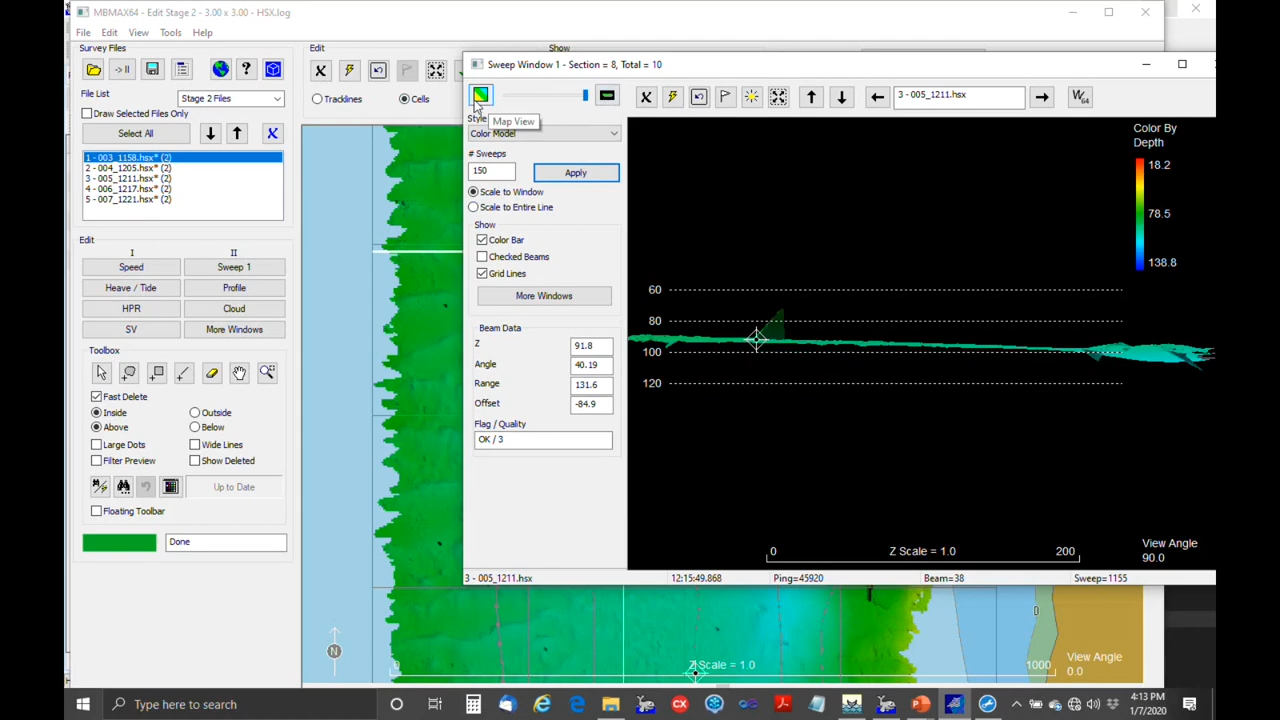 MBMAX64 - Edit Stage 2 - 3.00 x 3.00 - HSX.log
File Edit View Tools Help
Survey Files
File List
Stage 2 Files
Draw Selected Files Only
Select All
1 - 003_1158.hsx* (2)
2 - 004_1205.hsx* (2)
3 - 005_1211.hsx* (2)
4 - 006_1217.hsx* (2)
5 - 007_1221.hsx* (2)
Edit
I II
Speed Sweep 1
Heave / Tide Profile
HPR Cloud
SV More Windows
Toolbox
Fast Delete
Inside Outside
Above Below
Large Dots Wide Lines
Filter Preview Show Deleted
Up to Date
Floating Toolbar
Done
Edit Show
Tracklines Cells
Sweep Window 1 - Section = 8, Total = 10
3 - 005_1211.hsx
W64
Map View
Style
Color Model
# Sweeps
150 Apply
Scale to Window
Scale to Entire Line
Show
Color Bar
Checked Beams
Grid Lines
More Windows
Beam Data
Z 91.8
Angle 40.19
Range 131.6
Offset -84.9
Flag / Quality
OK / 3
Color By
Depth
18.2
78.5
138.8
60
80
100
120
0 Z Scale = 1.0 200
View Angle
90.0
3 - 005_1211.hsx 12:15:49.868 Ping=45920 Beam=38 Sweep=1155
N
0 Z Scale = 1.0 1000
View Angle
0.0
Type here to search
CX
4:13 PM
1/7/2020